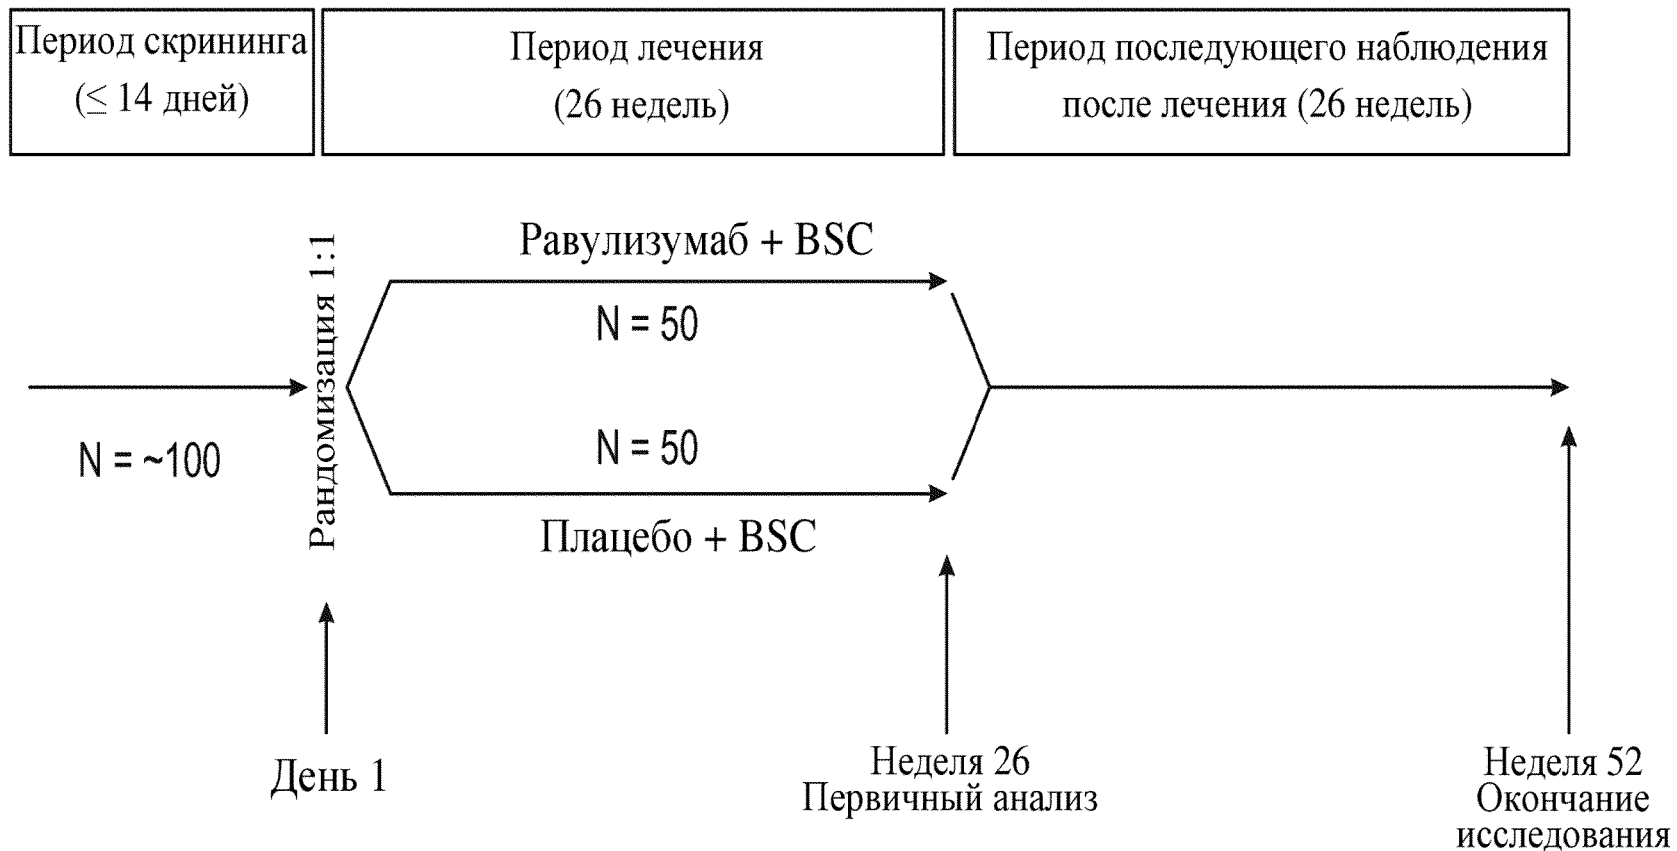 Период скрининга
(≤ 14 дней)
Период лечения
(26 недель)
Период последующего наблюдения
после лечения (26 недель)
Рандомизация 1:1
Равулизумаб + BSC
N = 50
N = ~100
N = 50
Плацебо + BSC
День 1
Неделя 26
Первичный анализ
Неделя 52
Окончание
исследования